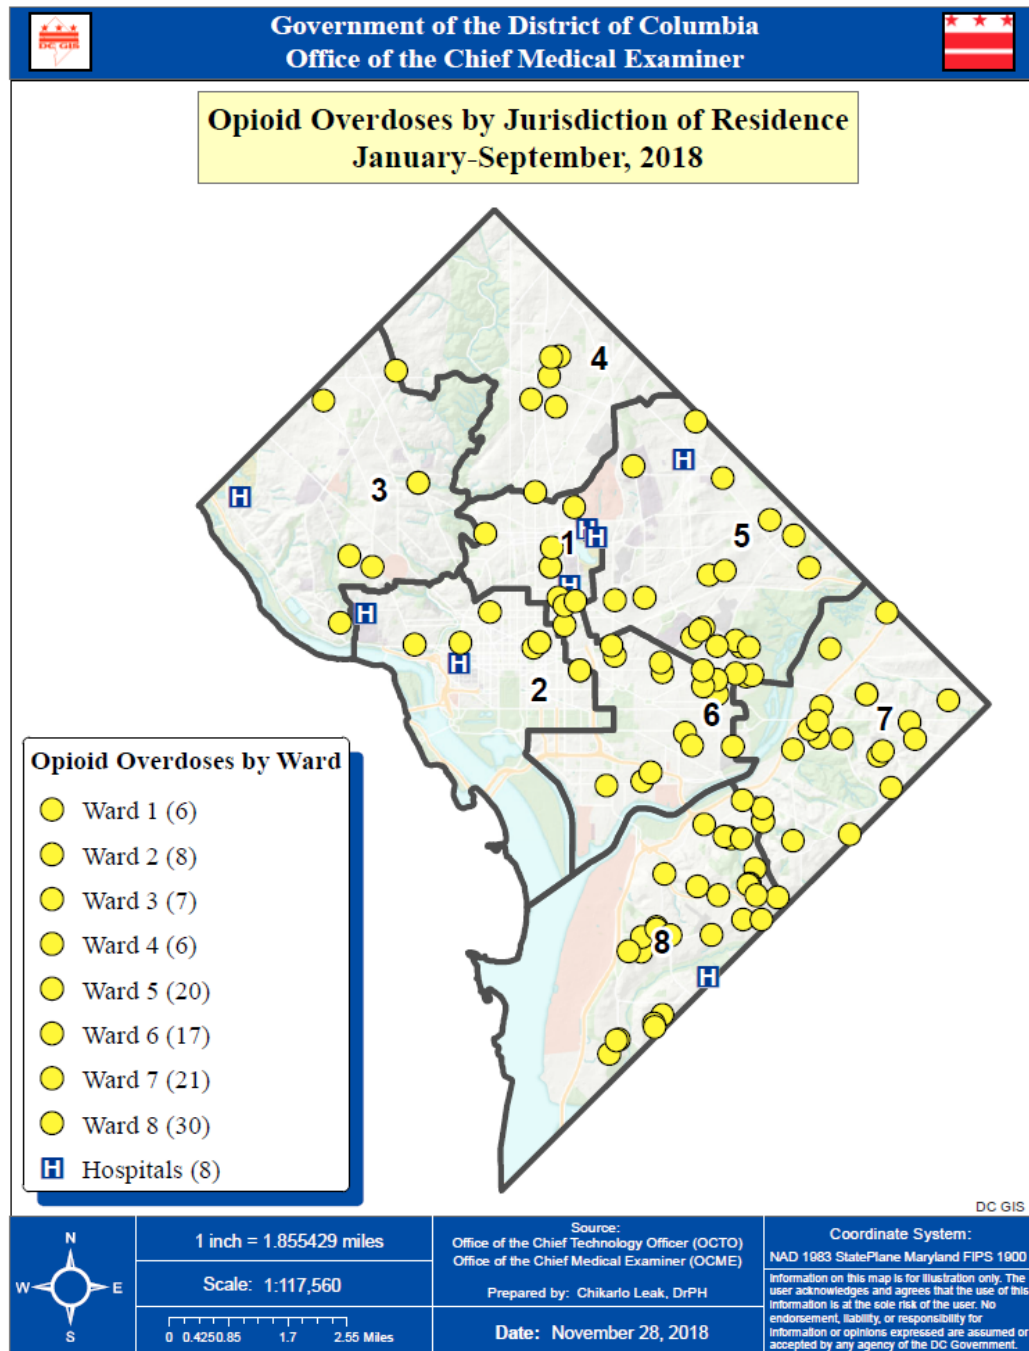 DC GIS
Government of the District of Columbia
Office of the Chief Medical Examiner
Opioid Overdoses by Jurisdiction of Residence
January-September, 2018
4
3
H
H
5
H
H
1
H
H
H
2
6
7
8
H
Opioid Overdoses by Ward
Ward 1 (6)
Ward 2 (8)
Ward 3 (7)
Ward 4 (6)
Ward 5 (20)
Ward 6 (17)
Ward 7 (21)
Ward 8 (30)
H Hospitals (8)
DC GIS
N
W E
S
1 inch = 1.855429 miles
Scale: 1:117,560
0 0.425 0.85 1.7 2.55 Miles
Source:
Office of the Chief Technology Officer (OCTO)
Office of the Chief Medical Examiner (OCME)
Prepared by: Chikarlo Leak, DrPH
Date: November 28, 2018
Coordinate System:
NAD 1983 StatePlane Maryland FIPS 1900
Information on this map is for illustration only. The
user acknowledges and agrees that the use of this
information is at the sole risk of the user. No
endorsement, liability, or responsibility for
information or opinions expressed are assumed or
accepted by any agency of the DC Government.